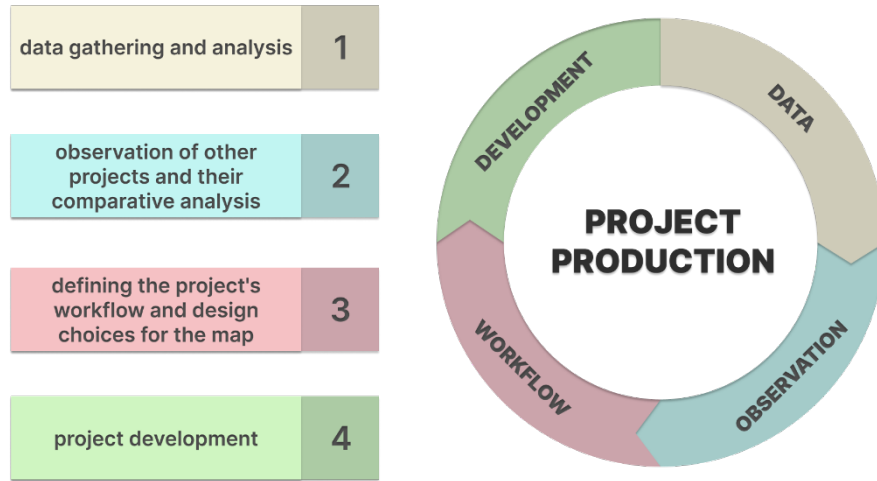 data gathering and analysis
1
observation of other
projects and their
comparative analysis
2
defining the project's
workflow and design
choices for the map
3
project development
4
DEVELOPMENT
DATA
PROJECT
PRODUCTION
WORKFLOW
OBSERVATION